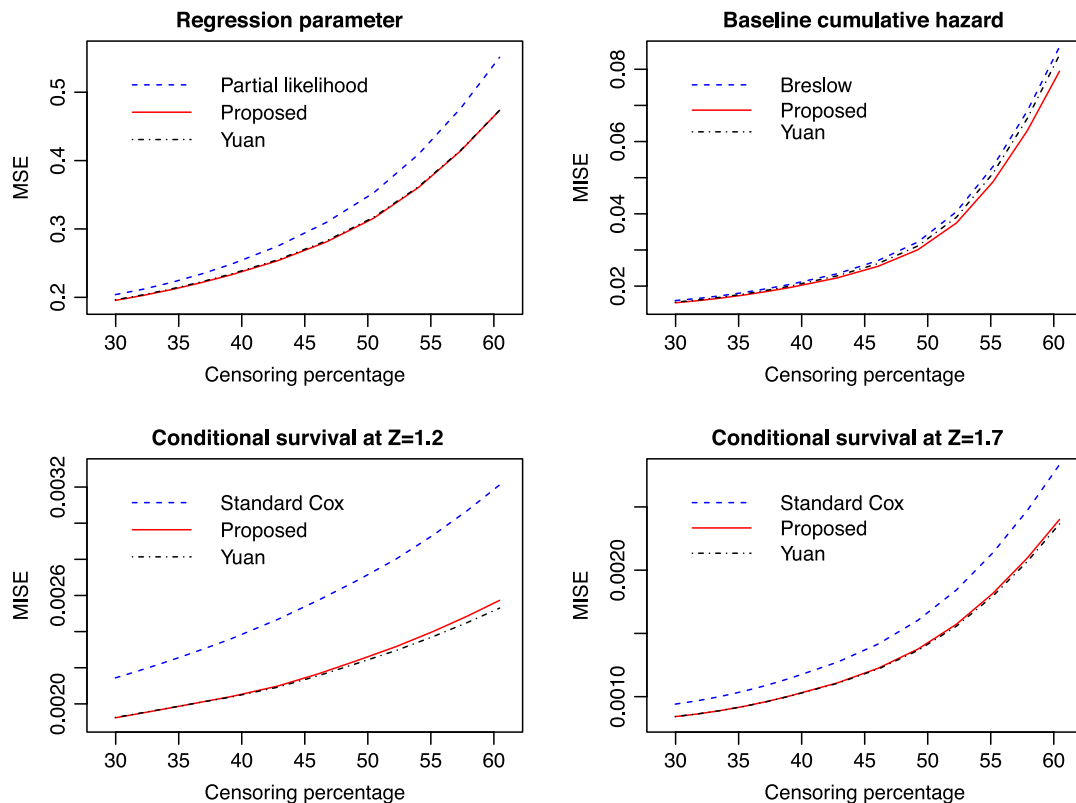 Regression parameter
MSE
0.5
0.4
0.3
0.2
Partial likelihood
Proposed
Yuan
30 35 40 45 50 55 60
Censoring percentage
Baseline cumulative hazard
MISE
0.08
0.06
0.04
0.02
Breslow
Proposed
Yuan
30 35 40 45 50 55 60
Censoring percentage
Conditional survival at Z=1.2
MISE
0.0032
0.0026
0.0020
Standard Cox
Proposed
Yuan
30 35 40 45 50 55 60
Censoring percentage
Conditional survival at Z=1.7
MISE
0.0020
0.0010
Standard Cox
Proposed
Yuan
30 35 40 45 50 55 60
Censoring percentage